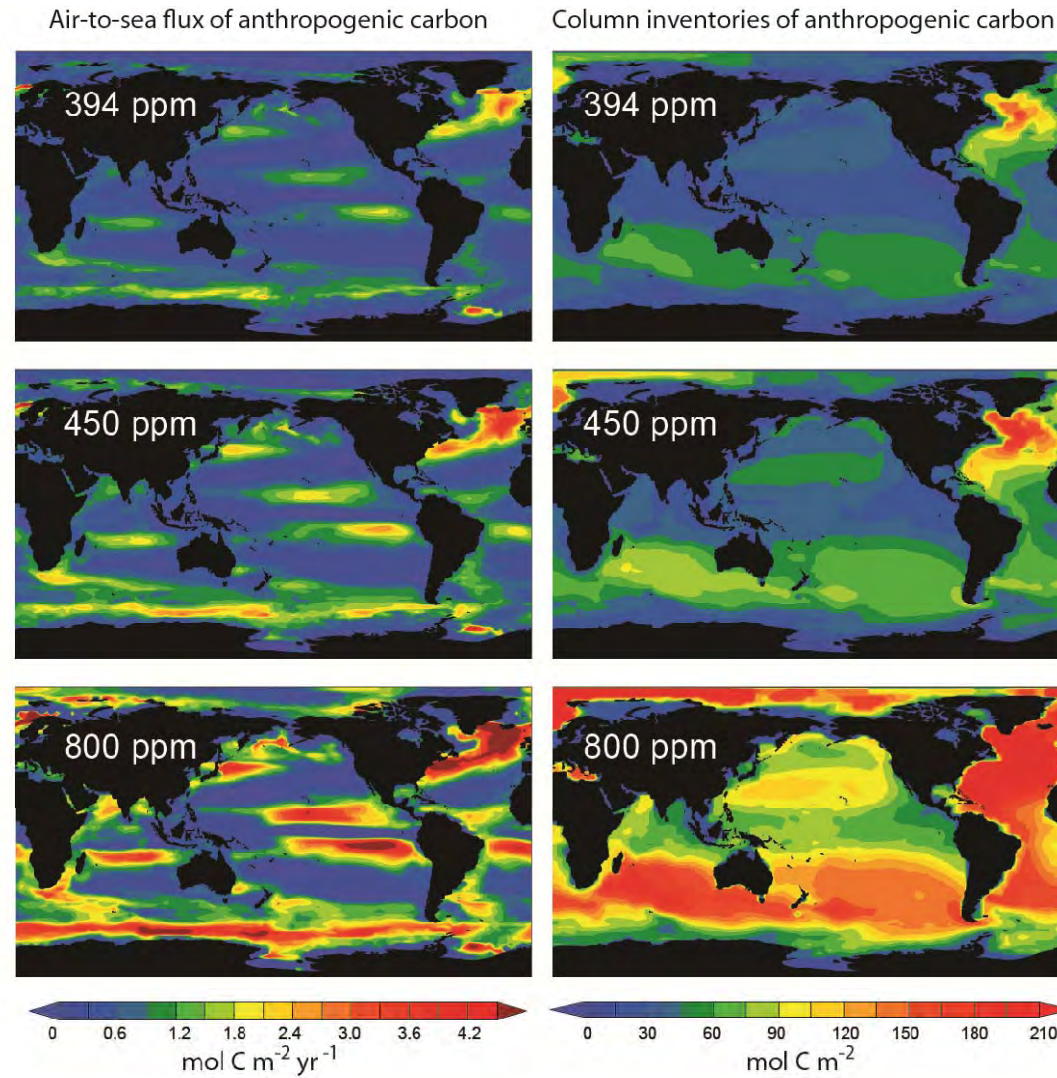 Air-to-sea flux of anthropogenic carbon
Column inventories of anthropogenic carbon
394 ppm
394 ppm
450 ppm
450 ppm
800 ppm
800 ppm
0 0.6 1.2 1.8 2.4 3.0 3.6 4.2
mol C m⁻² yr⁻¹
0 30 60 90 120 150 180 210
mol C m⁻²